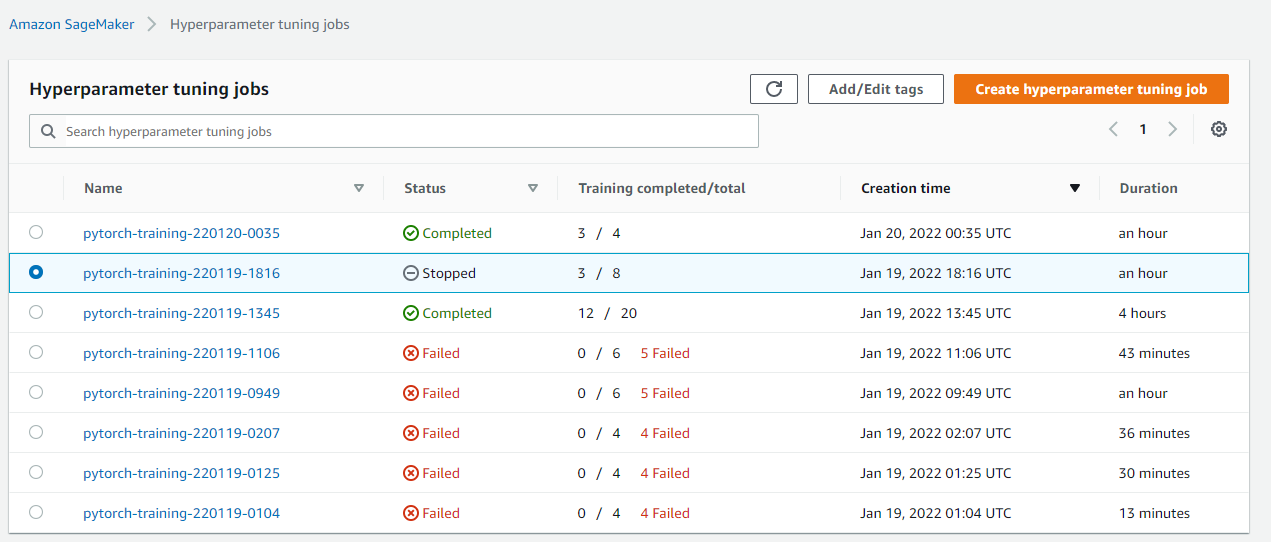 Amazon SageMaker > Hyperparameter tuning jobs
Hyperparameter tuning jobs Add/Edit tags Create hyperparameter tuning job
Search hyperparameter tuning jobs 1
Name Status Training completed/total Creation time Duration
pytorch-training-220120-0035 Completed 3 / 4 Jan 20, 2022 00:35 UTC an hour
pytorch-training-220119-1816 Stopped 3 / 8 Jan 19, 2022 18:16 UTC an hour
pytorch-training-220119-1345 Completed 12 / 20 Jan 19, 2022 13:45 UTC 4 hours
pytorch-training-220119-1106 Failed 0 / 6 5 Failed Jan 19, 2022 11:06 UTC 43 minutes
pytorch-training-220119-0949 Failed 0 / 6 5 Failed Jan 19, 2022 09:49 UTC an hour
pytorch-training-220119-0207 Failed 0 / 4 4 Failed Jan 19, 2022 02:07 UTC 36 minutes
pytorch-training-220119-0125 Failed 0 / 4 4 Failed Jan 19, 2022 01:25 UTC 30 minutes
pytorch-training-220119-0104 Failed 0 / 4 4 Failed Jan 19, 2022 01:04 UTC 13 minutes